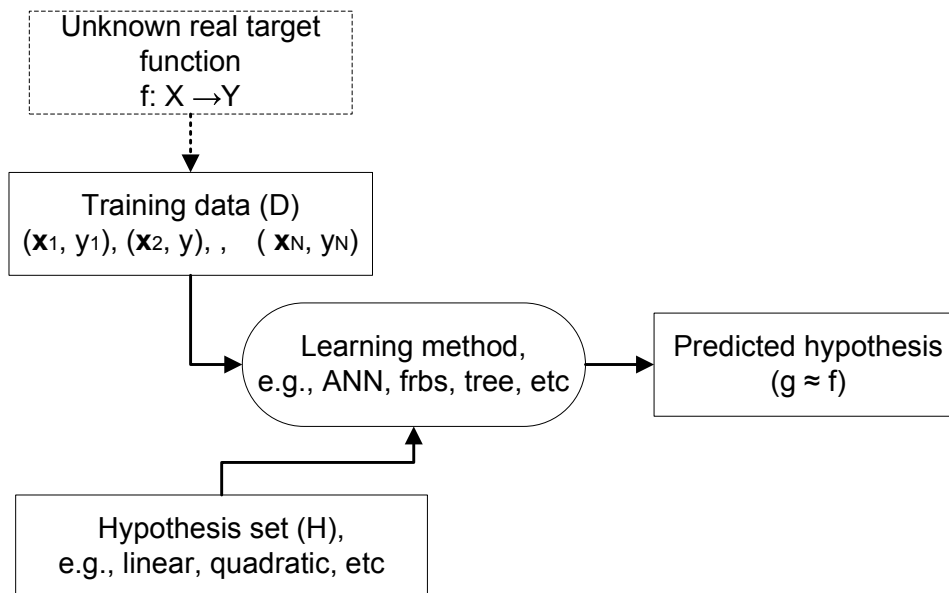 Unknown real target
function
f: X →Y
Training data (D)
(x1, y1), (x2, y), , ( xN, yN)
Learning method,
e.g., ANN, frbs, tree, etc
Predicted hypothesis
(g ≈ f)
Hypothesis set (H),
e.g., linear, quadratic, etc